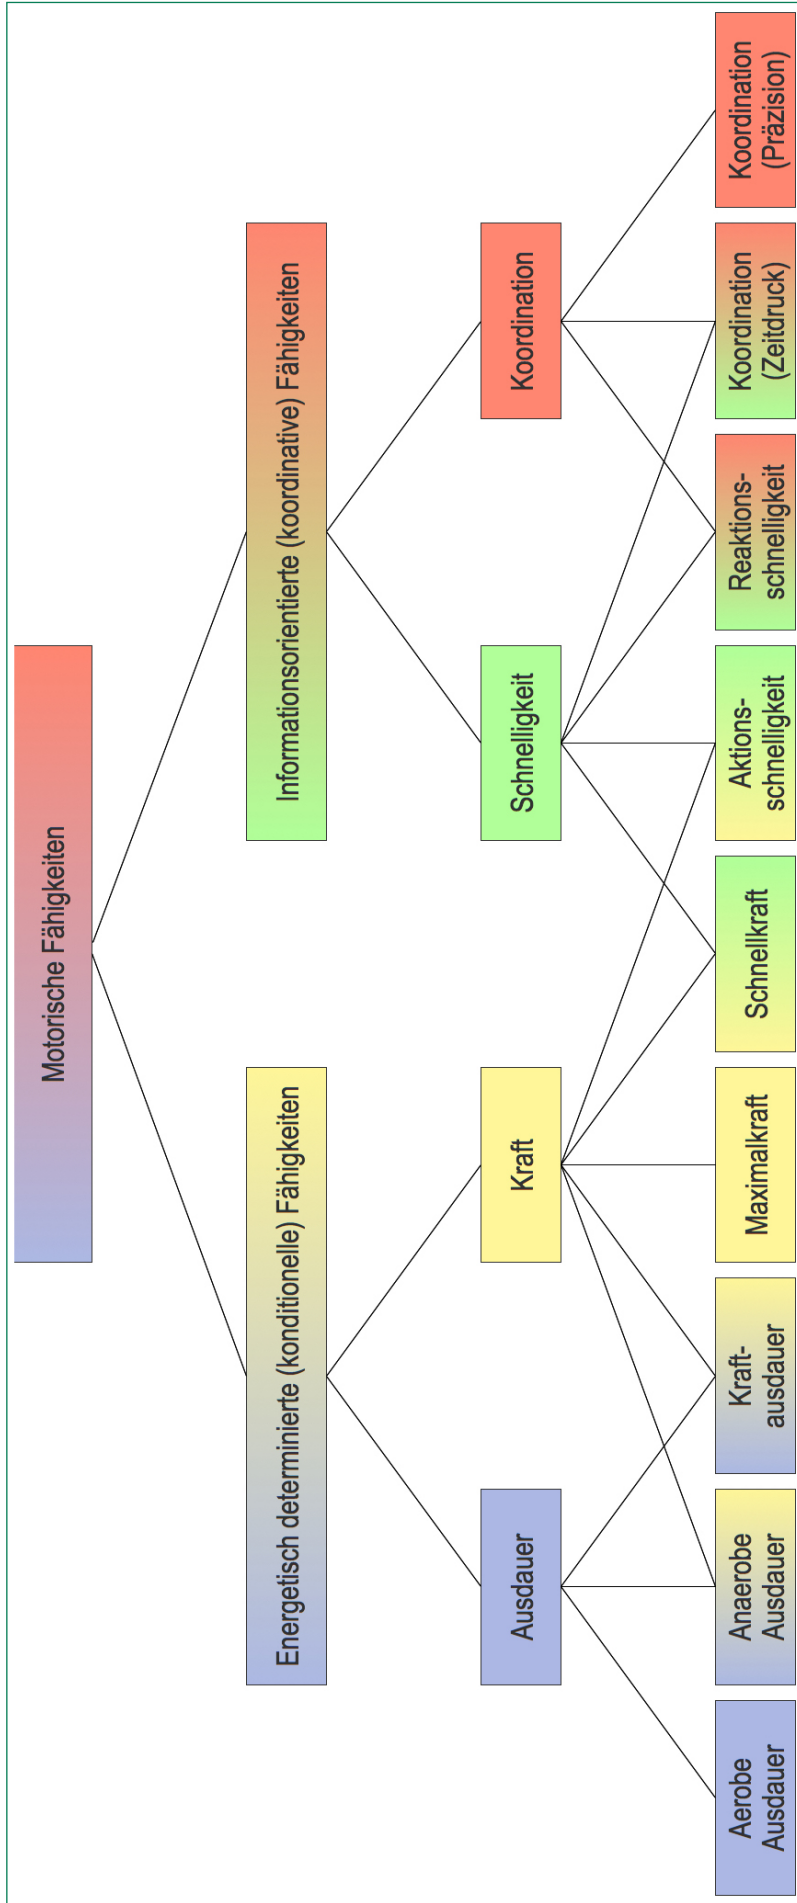 Motorische Fähigkeiten
Energetisch determinierte (konditionelle) Fähigkeiten
Informationsorientierte (koordinative) Fähigkeiten
Ausdauer
Kraft
Schnelligkeit
Koordination
Aerobe
Ausdauer
Anaerobe
Ausdauer
Kraft-
ausdauer
Maximalkraft
Schnellkraft
Aktions-
schnelligkeit
Reaktions-
schnelligkeit
Koordination
(Zeitdruck)
Koordination
(Präzision)